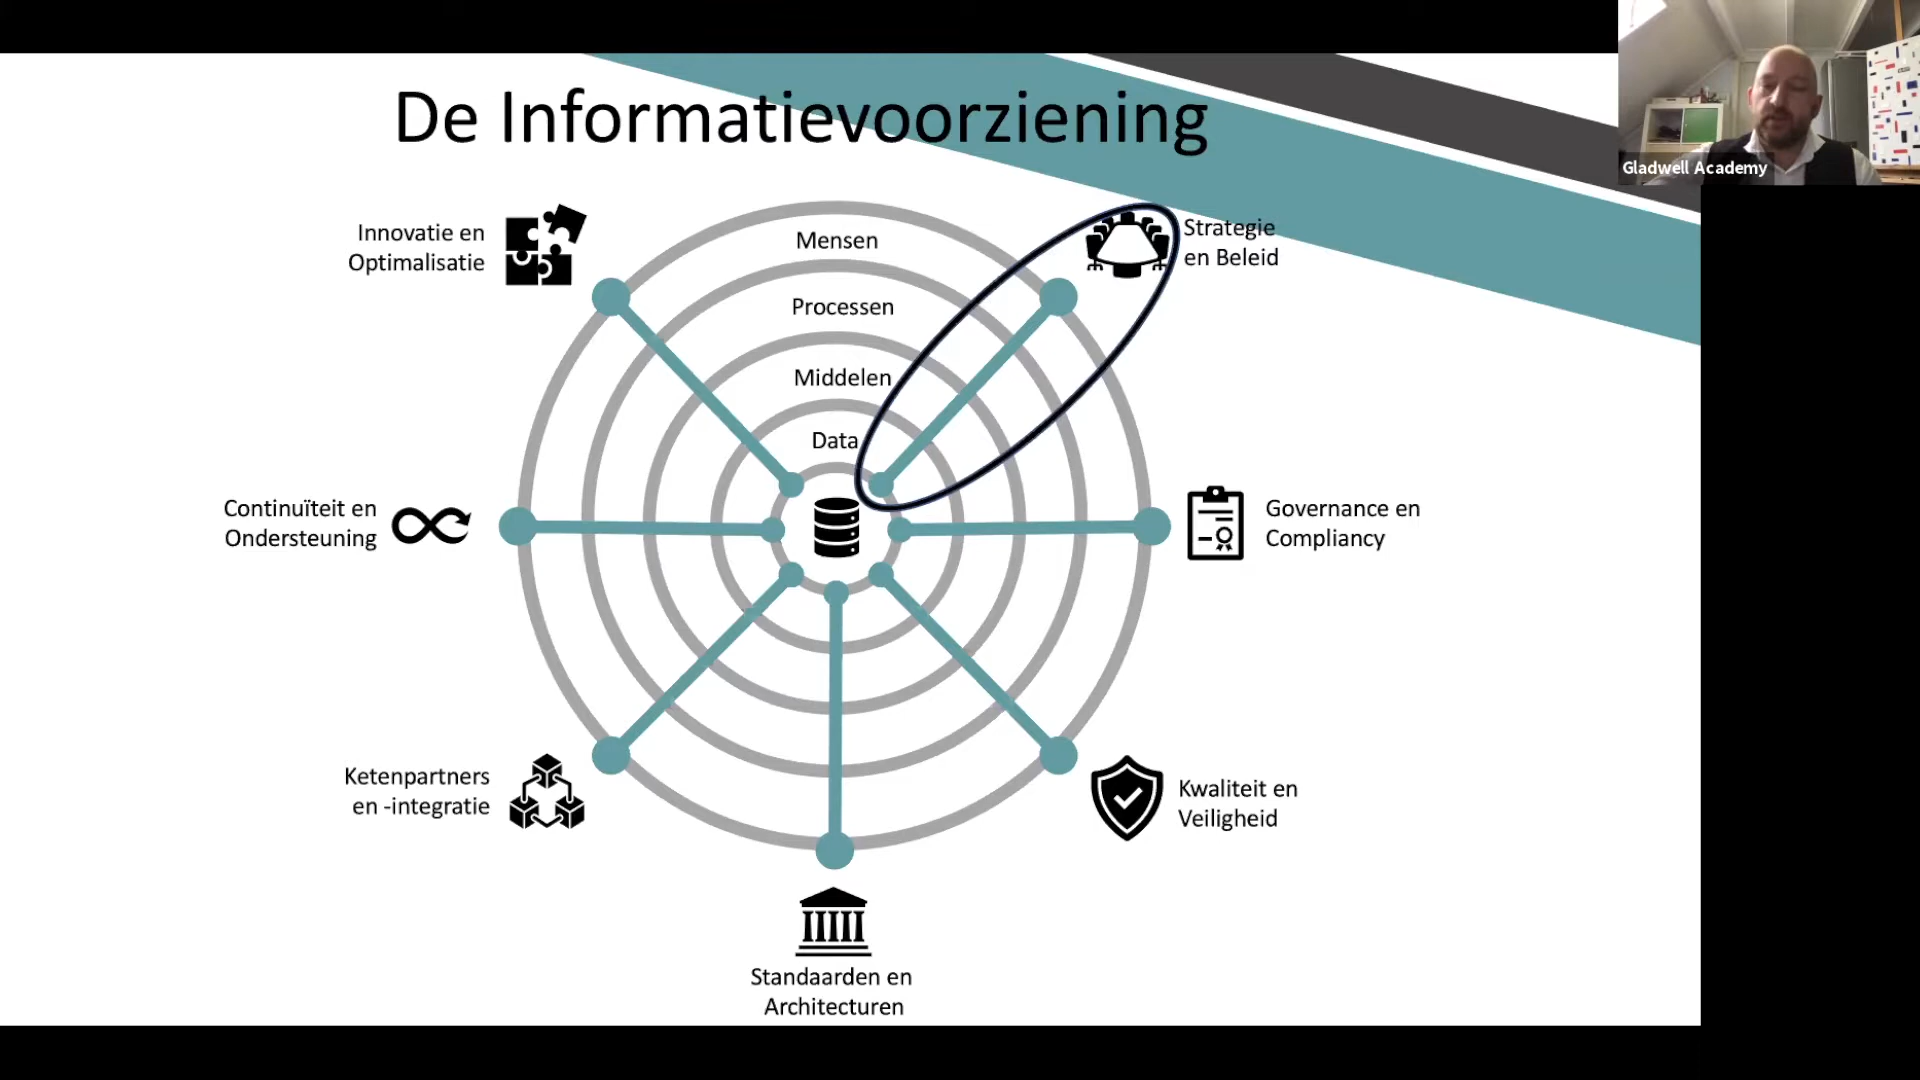 De Informatievoorziening
Gladwell Academy
Innovatie en
Optimalisatie
Mensen
Strategie
en Beleid
Processen
Middelen
Data
Continuïteit en
Ondersteuning
Governance en
Compliancy
Ketenpartners
en -integratie
Kwaliteit en
Veiligheid
Standaarden en
Architecturen